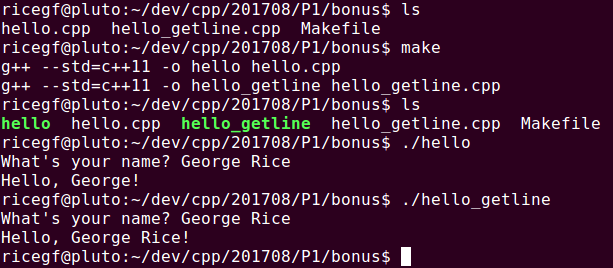 ricegf@pluto:~/dev/cpp/201708/P1/bonus$ ls
hello.cpp  hello_getline.cpp  Makefile
ricegf@pluto:~/dev/cpp/201708/P1/bonus$ make
g++ --std=c++11 -o hello hello.cpp
g++ --std=c++11 -o hello_getline hello_getline.cpp
ricegf@pluto:~/dev/cpp/201708/P1/bonus$ ls
hello  hello.cpp  hello_getline  hello_getline.cpp  Makefile
ricegf@pluto:~/dev/cpp/201708/P1/bonus$ ./hello
What's your name? George Rice
Hello, George!
ricegf@pluto:~/dev/cpp/201708/P1/bonus$ ./hello_getline
What's your name? George Rice
Hello, George Rice!
ricegf@pluto:~/dev/cpp/201708/P1/bonus$